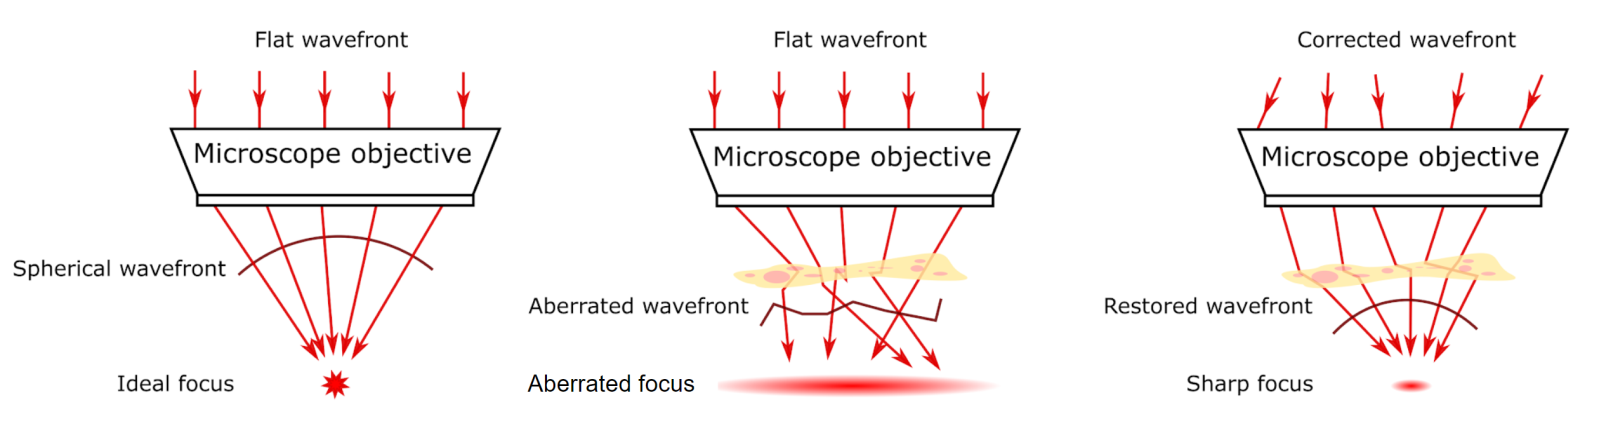 Flat wavefront
Microscope objective
Spherical wavefront
Ideal focus
Flat wavefront
Microscope objective
Aberrated wavefront
Aberrated focus
Corrected wavefront
Microscope objective
Restored wavefront
Sharp focus